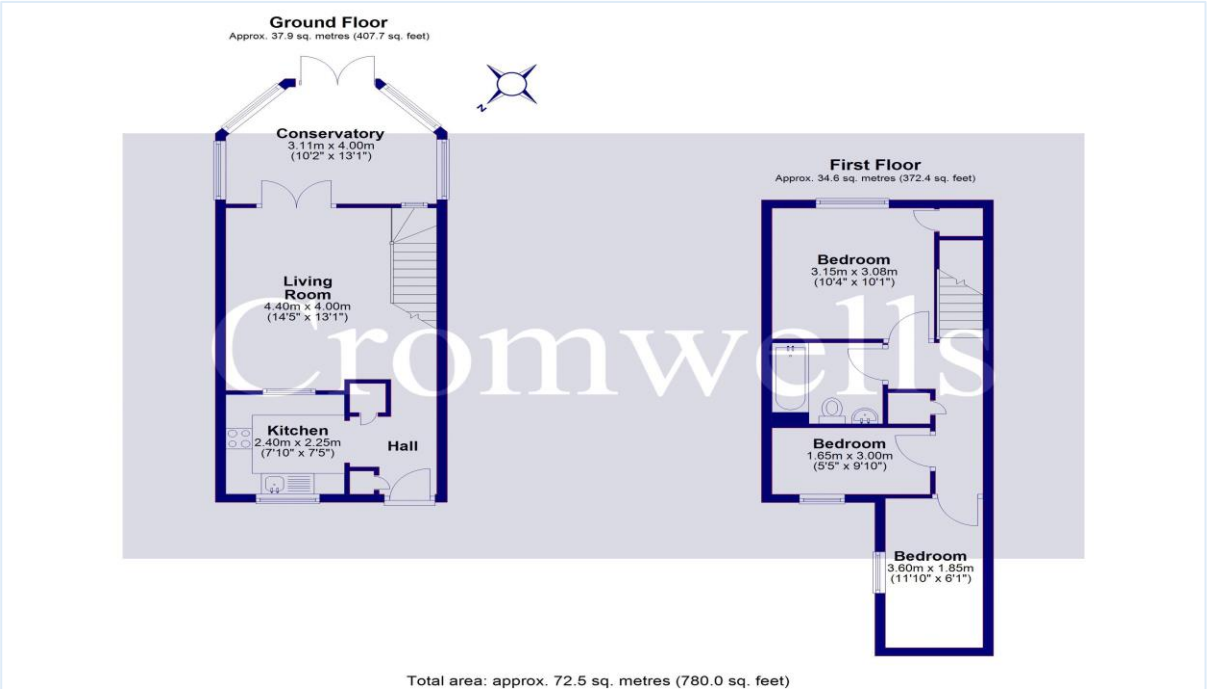 Ground Floor
Approx. 37.9 sq. metres (407.7 sq. feet)
N
Conservatory
3.11m x 4.00m
(10'2" x 13'1")
Living
Room
4.40m x 4.00m
(14'5" x 13'1")
Kitchen
2.40m x 2.25m
(7'10" x 7'5")
Hall
First Floor
Approx. 34.6 sq. metres (372.4 sq. feet)
Bedroom
3.15m x 3.08m
(10'4" x 10'1")
Bedroom
1.65m x 3.00m
(5'5" x 9'10")
Bedroom
3.60m x 1.85m
(11'10" x 6'1")
Cromwells
Total area: approx. 72.5 sq. metres (780.0 sq. feet)